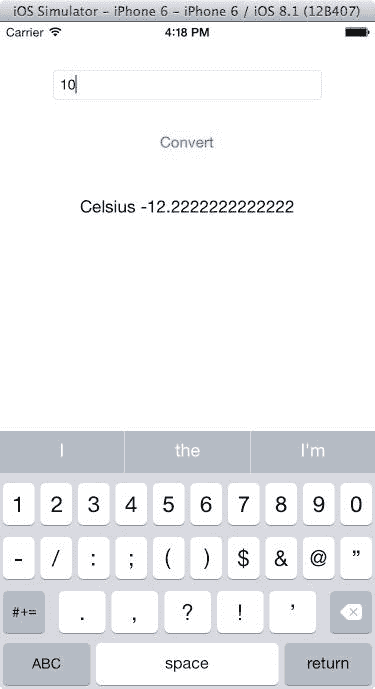 iOS Simulator - iPhone 6 - iPhone 6 / iOS 8.1 (12B407)
Carrier 4:18 PM
10
Convert
Celsius -12.2222222222222
I the I'm
1 2 3 4 5 6 7 8 9 0
- / : ; ( ) $ & @ ”
#+= . , ? ! ’
ABC space return